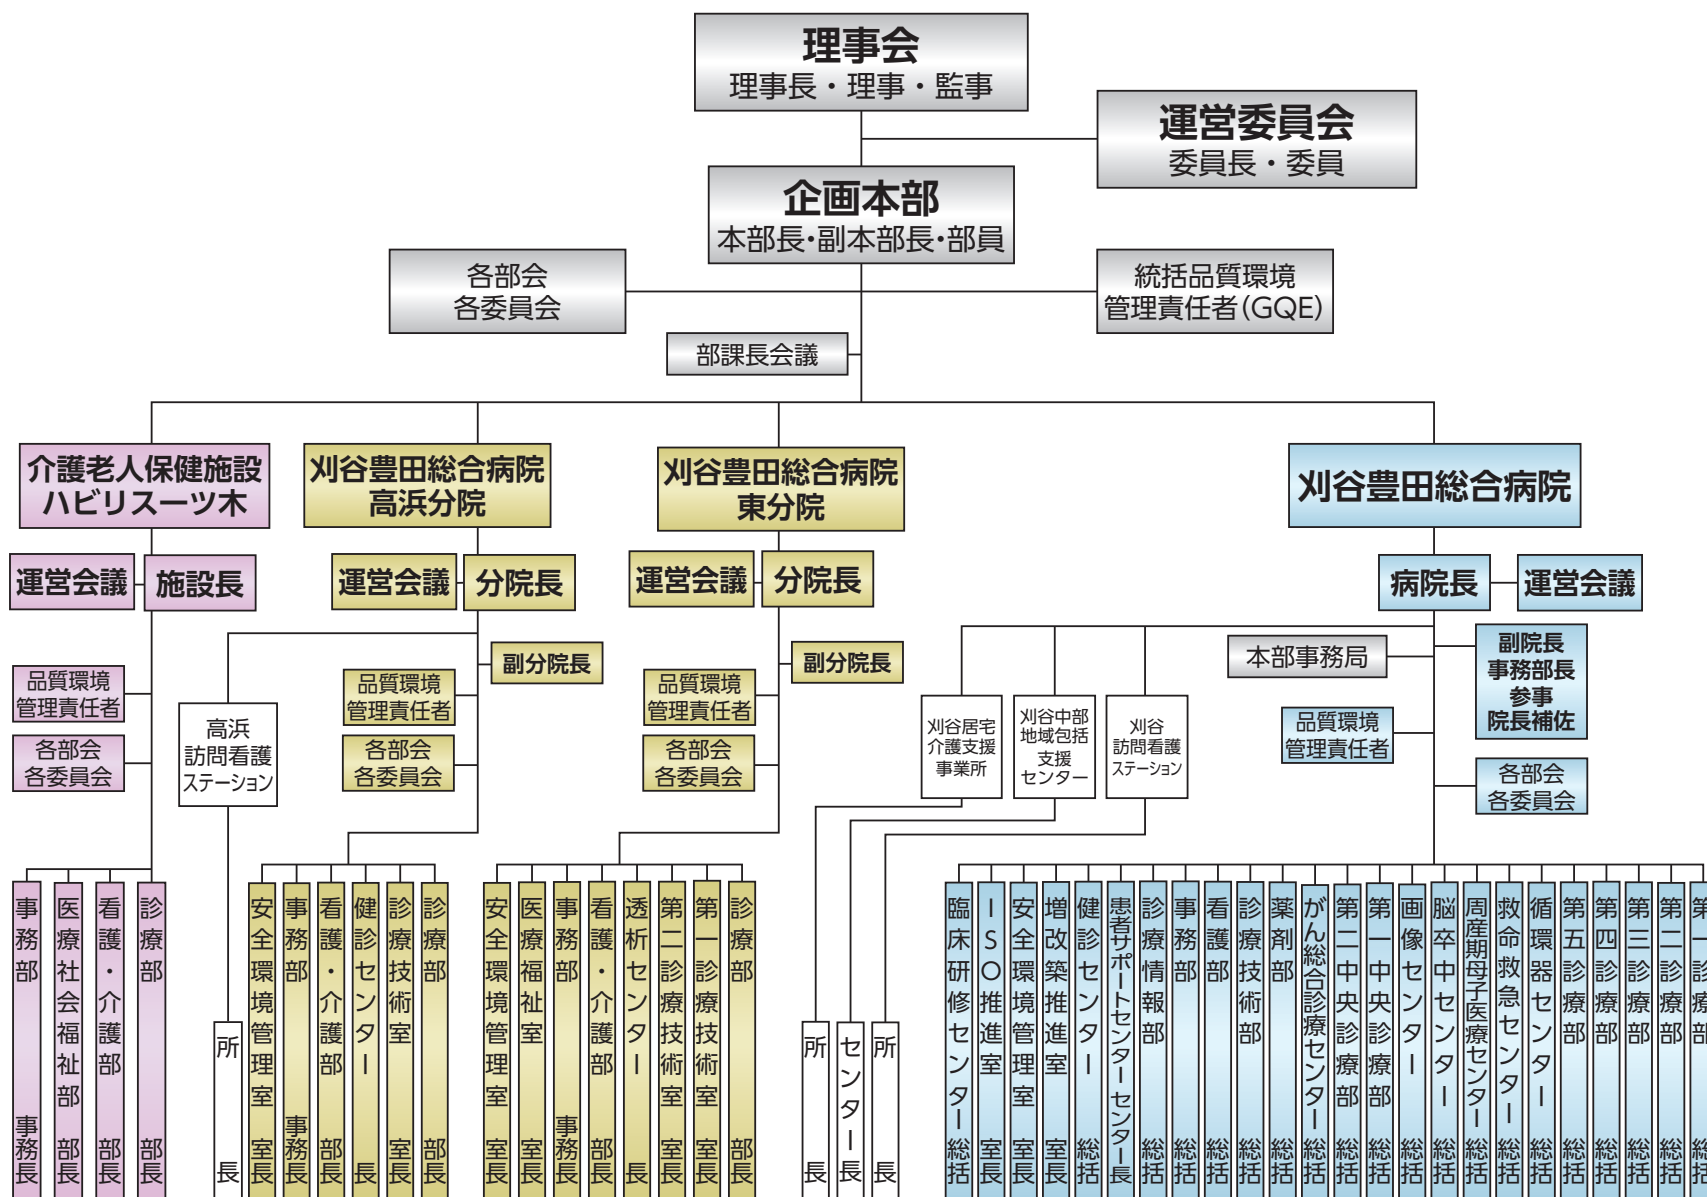 理事会
理事長・理事・監事
運営委員会
委員長・委員
企画本部
本部長・副本部長・部員
各部会
各委員会
統括品質環境
管理責任者(GQE)
部課長会議
介護老人保健施設
ハビリスーツ木
刈谷豊田総合病院
高浜分院
刈谷豊田総合病院
東分院
刈谷豊田総合病院
運営会議
施設長
運営会議
分院長
運営会議
分院長
病院長
運営会議
品質環境
管理責任者
各部会
各委員会
高浜
訪問看護
ステーション
副分院長
品質環境
管理責任者
各部会
各委員会
副分院長
品質環境
管理責任者
各部会
各委員会
本部事務局
副院長
事務部長
参事
院長補佐
刈谷居宅
介護支援
事業所
刈谷中部
地域包括
支援
センター
刈谷
訪問看護
ステーション
品質環境
管理責任者
各部会
各委員会
事務部 事務長
医療社会福祉部 部長
看護・介護部 部長
診療部 部長
所長
安全環境管理室 室長
事務部 事務長
看護・介護部 部長
健診センター 長
診療技術室 室長
診療部 部長
安全環境管理室 室長
医療福祉室 室長
事務部 事務長
看護・介護部 部長
透析センター 長
第二診療技術室 室長
第一診療技術室 室長
診療部 部長
所長
センター長
所長
臨床研修センター 総括
ISO推進室 室長
安全環境管理室 室長
増改築推進室 室長
健診センター 総括
患者サポートセンター センター長
診療情報部 総括
事務部 総括
看護部 総括
診療技術部 総括
薬剤部 総括
がん総合診療センター 総括
第二中央診療部 総括
第一中央診療部 総括
画像センター 総括
脳卒中センター 総括
周産期母子医療センター 総括
救命救急センター 総括
循環器センター 総括
第五診療部 総括
第四診療部 総括
第三診療部 総括
第二診療部 総括
第一診療部 総括